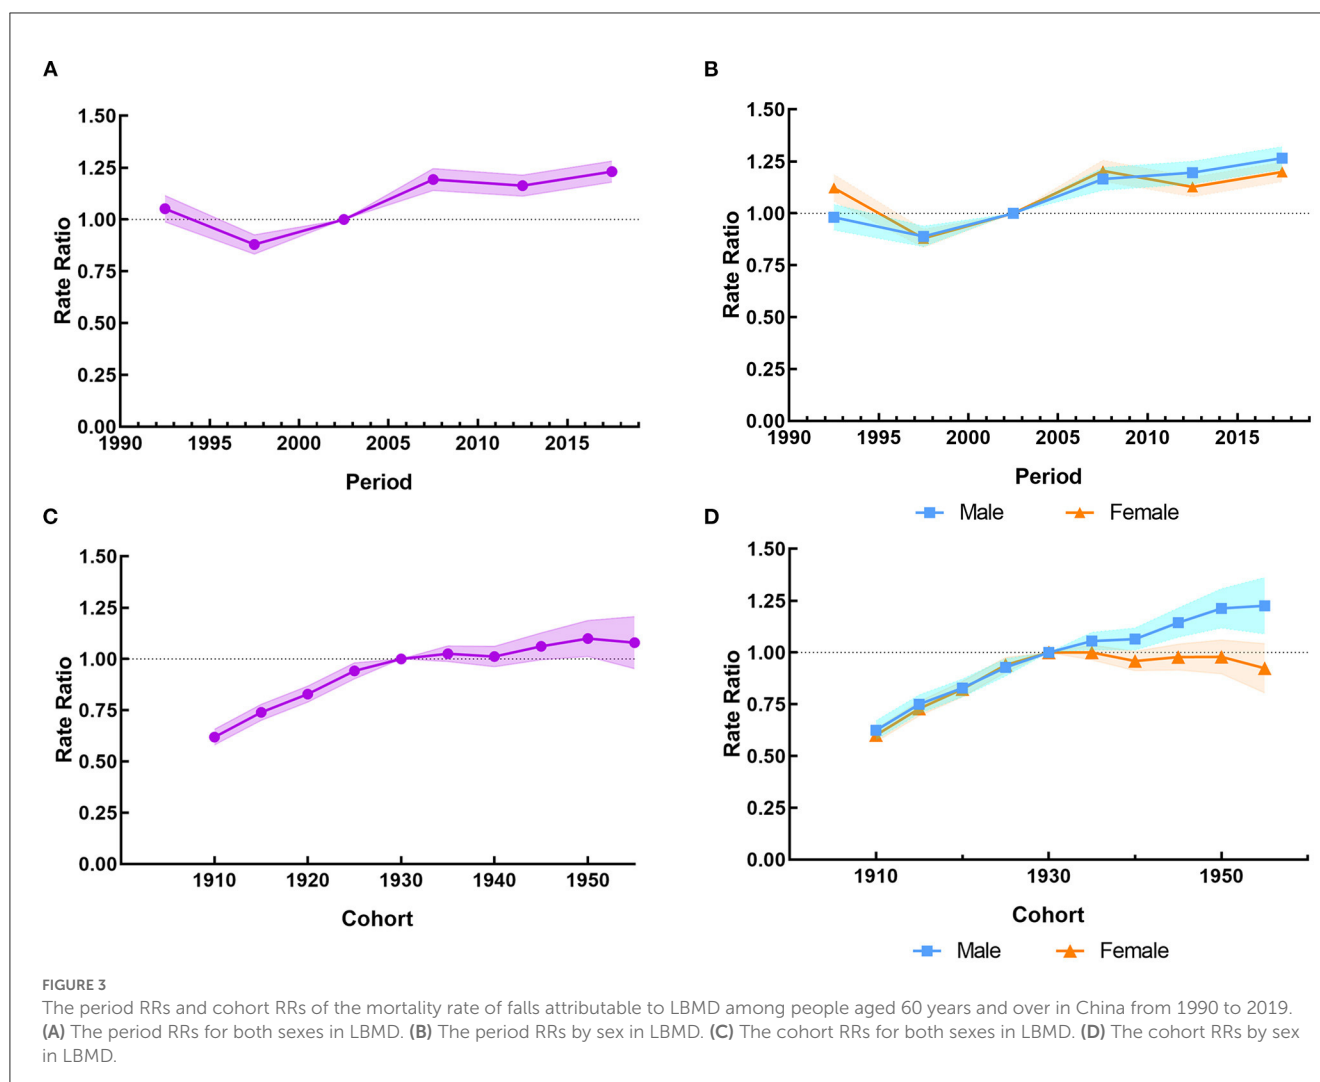 A
1.50
1.25
1.00
0.75
0.50
0.25
0.00
Rate Ratio
1990 1995 2000 2005 2010 2015
Period
B
1.50
1.25
1.00
0.75
0.50
0.25
0.00
Rate Ratio
1990 1995 2000 2005 2010 2015
Period
Male Female
C
1.50
1.25
1.00
0.75
0.50
0.25
0.00
Rate Ratio
1910 1920 1930 1940 1950
Cohort
D
1.50
1.25
1.00
0.75
0.50
0.25
0.00
Rate Ratio
1910 1930 1950
Cohort
Male Female
FIGURE 3
The period RRs and cohort RRs of the mortality rate of falls attributable to LBMD among people aged 60 years and over in China from 1990 to 2019.
(A) The period RRs for both sexes in LBMD. (B) The period RRs by sex in LBMD. (C) The cohort RRs for both sexes in LBMD. (D) The cohort RRs by sex
in LBMD.